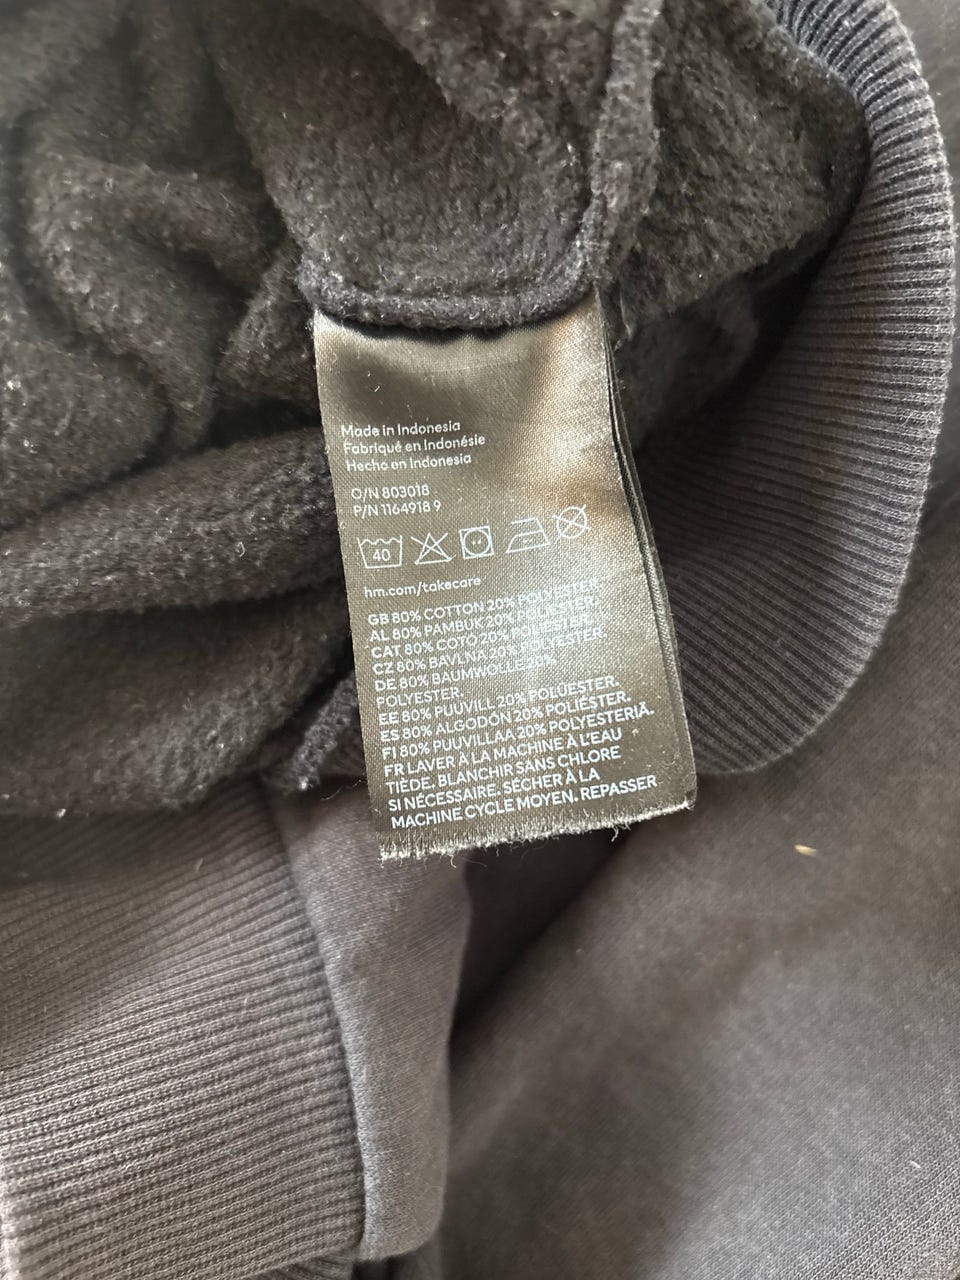 Made in Indonesia
Fabriqué en Indonésie
Hecho en Indonesia
O/N 803018
P/N 1164918 9
40
hm.com/takecare
GB 80% COTTON 20% POLYESTER.
AL 80% PAMBUK 20% POLIESTER.
CAT 80% COTO 20% POLIESTER.
CZ 80% BAVLNA 20% POLYESTER.
DE 80% BAUMWOLLE 20%
POLYESTER.
EE 80% PUUVILL 20% POLUESTER.
ES 80% ALGODÓN 20% POLIÉSTER.
FI 80% PUUVILLAA 20% POLYESTERIÄ.
FR LAVER À LA MACHINE À L'EAU
TIÈDE. BLANCHIR SANS CHLORE
SI NÉCESSAIRE. SÉCHER À LA
MACHINE CYCLE MOYEN. REPASSER